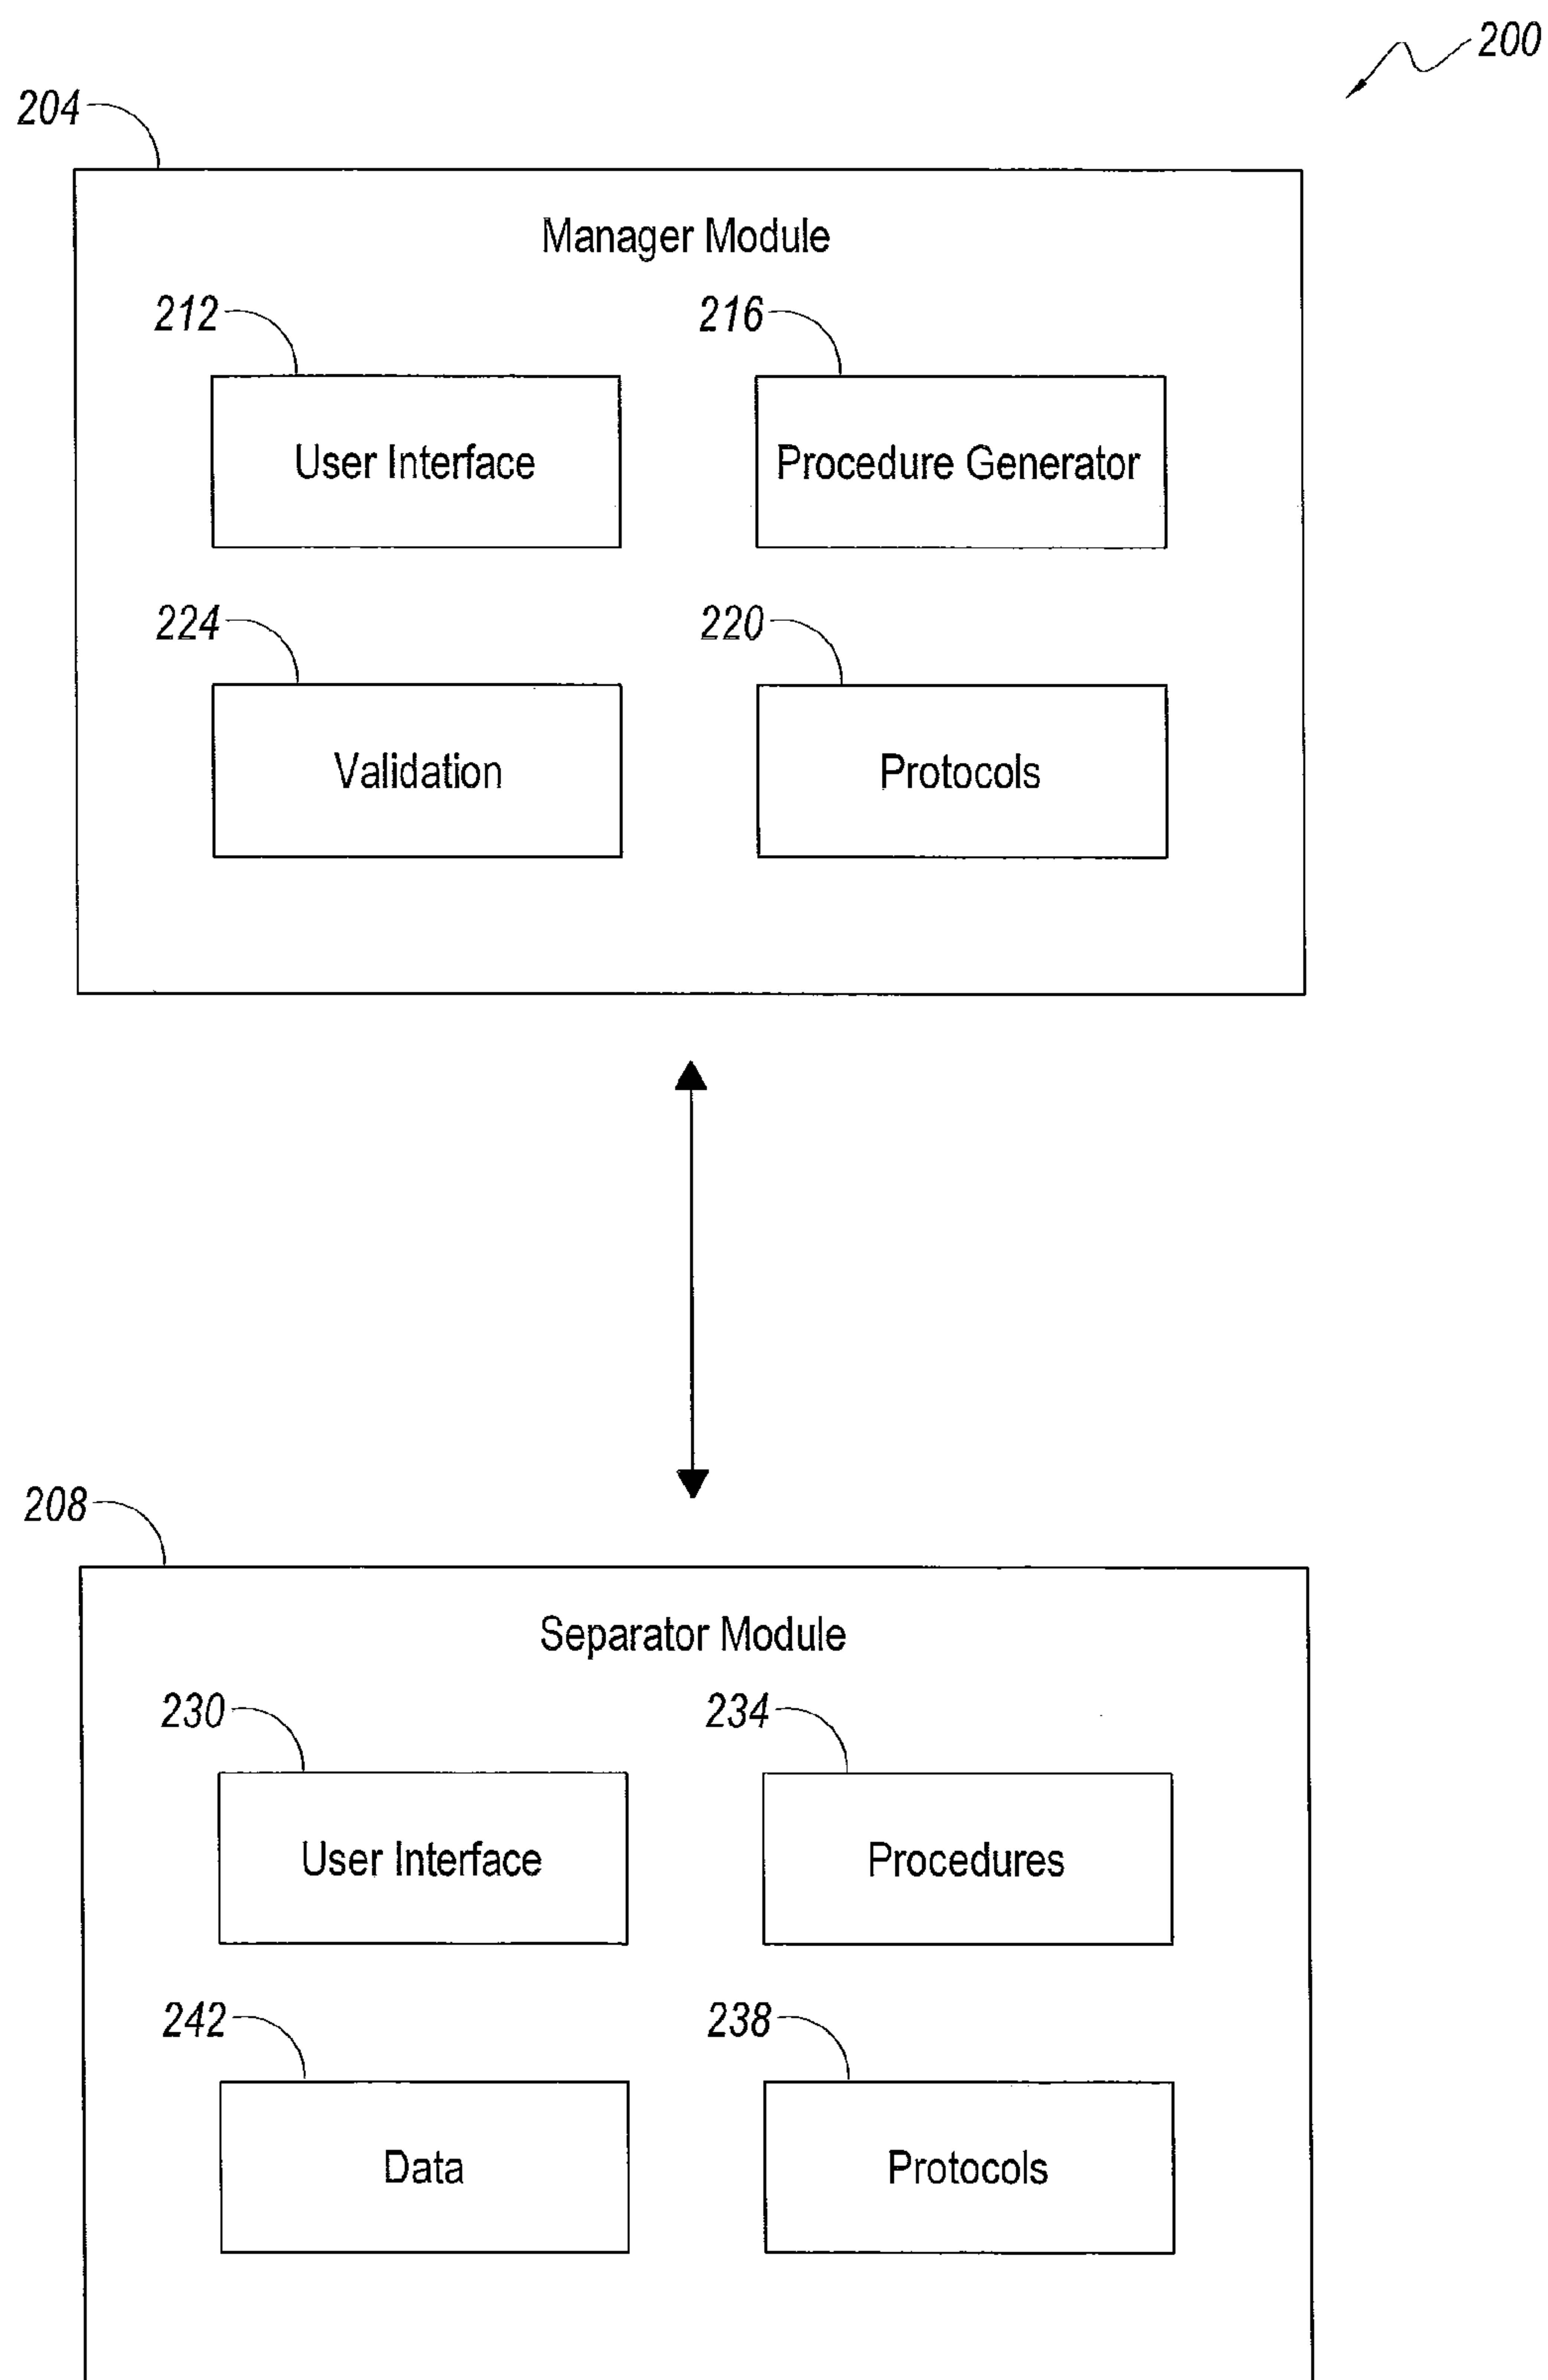 200
204
Manager Module
212
216
User Interface
Procedure Generator
224
220
Validation
Protocols
208
Separator Module
230
234
User Interface
Procedures
242
238
Data
Protocols